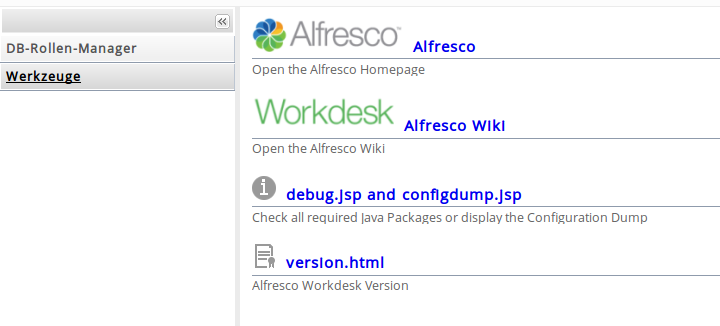 «
DB-Rollen-Manager
Werkzeuge
Alfresco™ Alfresco
Open the Alfresco Homepage
Workdesk Alfresco Wiki
Open the Alfresco Wiki
debug.jsp and configdump.jsp
Check all required Java Packages or display the Configuration Dump
version.html
Alfresco Workdesk Version